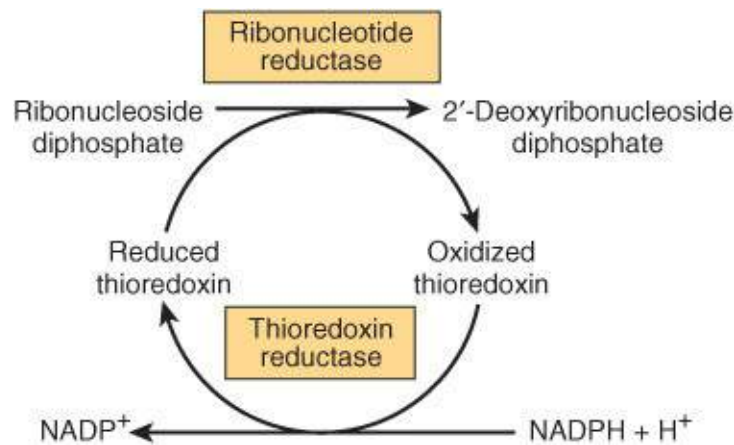 Ribonucleotide
reductase
Ribonucleoside
diphosphate
2′-Deoxyribonucleoside
diphosphate
Reduced
thioredoxin
Oxidized
thioredoxin
Thioredoxin
reductase
NADP⁺
NADPH + H⁺